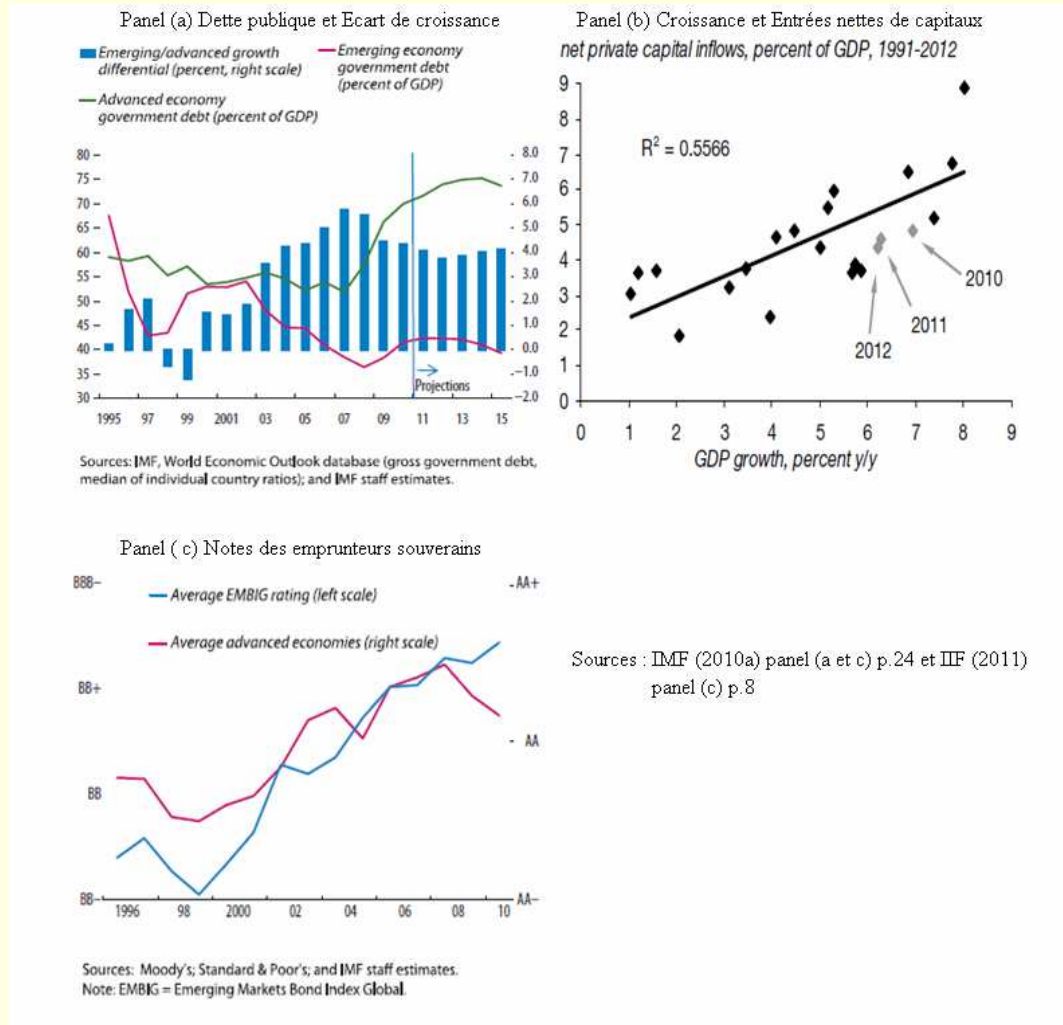 Panel (a) Dette publique et Ecart de croissance
Emerging/advanced growth
differential (percent, right scale)
Emerging economy
government debt
(percent of GDP)
Advanced economy
government debt (percent of GDP)
80
75
70
65
60
55
50
45
40
35
30
8.0
7.0
6.0
5.0
4.0
3.0
2.0
1.0
0.0
-1.0
-2.0
Projections
1995 97 99 2001 03 05 07 09 11 13 15
Sources: IMF, World Economic Outlook database (gross government debt,
median of individual country ratios); and IMF staff estimates.
Panel (b) Croissance et Entrées nettes de capitaux
net private capital inflows, percent of GDP, 1991-2012
9
8
7
6
5
4
3
2
1
0
R² = 0.5566
2010
2011
2012
0 1 2 3 4 5 6 7 8 9
GDP growth, percent y/y
Panel ( c) Notes des emprunteurs souverains
BBB-
BB+
BB
BB-
AA+
AA
AA-
Average EMBIG rating (left scale)
Average advanced economies (right scale)
1996 98 2000 02 04 06 08 10
Sources: Moody's; Standard & Poor's; and IMF staff estimates.
Note: EMBIG = Emerging Markets Bond Index Global.
Sources : IMF (2010a) panel (a et c) p.24 et IIF (2011)
panel (c) p.8